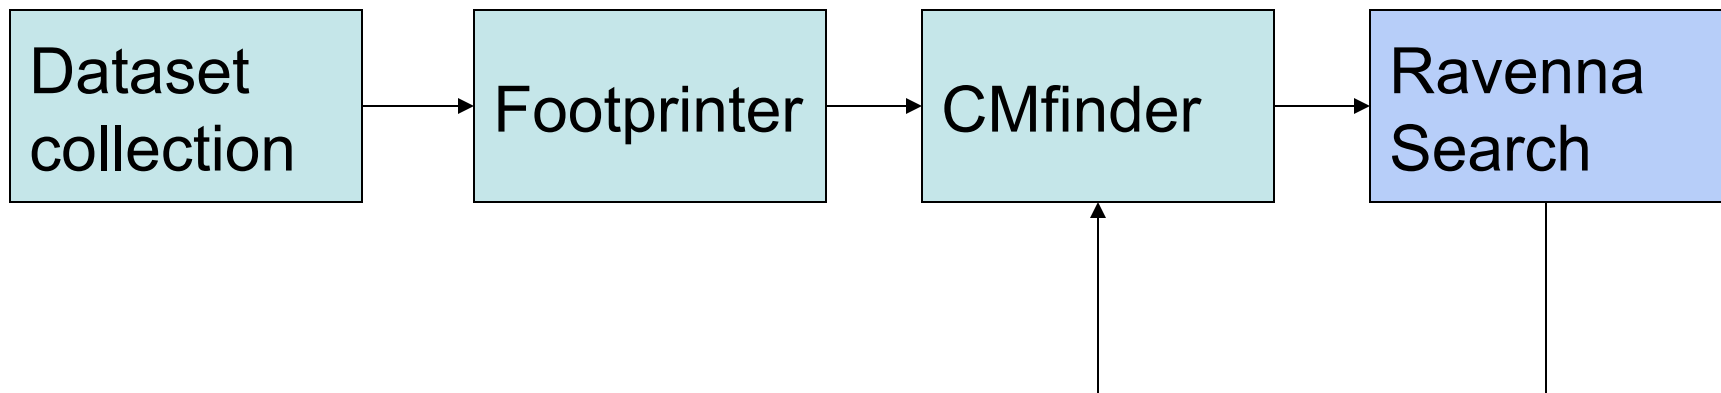 Dataset
collection
Footprinter
CMfinder
Ravenna
Search